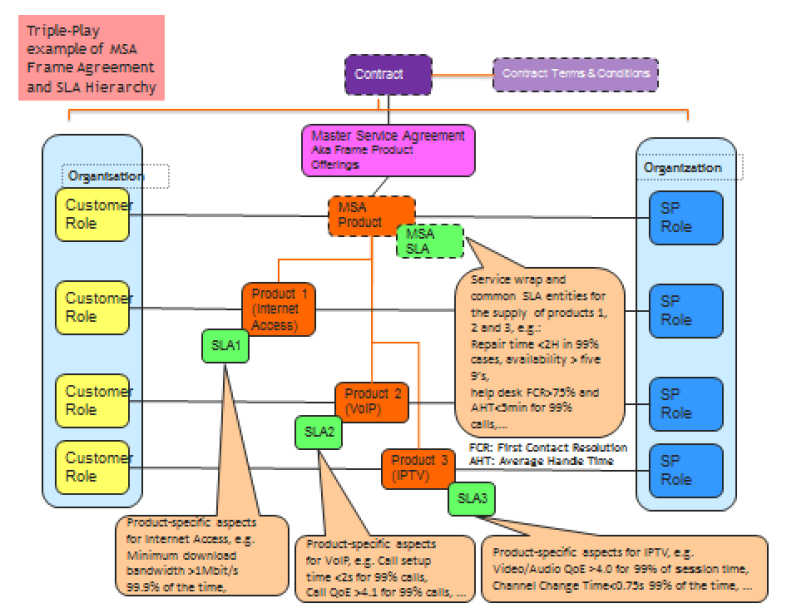 Triple-Play
example of MSA
Frame Agreement
and SLA Hierarchy
Contract
Contract Terms & Conditions
Master Service Agreement
Aka Frame Product
Offerings
Organisation
Organization
Customer
Role
MSA
Product
SP
Role
MSA
SLA
Service wrap and
common SLA entities for
the supply of products 1,
2 and 3, e.g.:
Repair time <2H in 99%
cases, availability > five
9's,
help desk FCR>75% and
AHT<5min for 99%
calls,...
Customer
Role
Product 1
(Internet
Access)
SP
Role
SLA1
Customer
Role
Product 2
(VoIP)
SP
Role
SLA2
FCR: First Contact Resolution
AHT: Average Handle Time
Customer
Role
Product 3
(IPTV)
SP
Role
SLA3
Product-specific aspects
for Internet Access, e.g.
Minimum download
bandwidth >1Mbit/s
99.9% of the time,
Product-specific aspects
for VoIP, e.g. Call setup
time <2s for 99% calls,
Call QoE >4.1 for 99% calls, ...
Product-specific aspects for IPTV, e.g.
Video/Audio QoE >4.0 for 99% of session time,
Channel Change Time<0.75s 99% of the time, ...